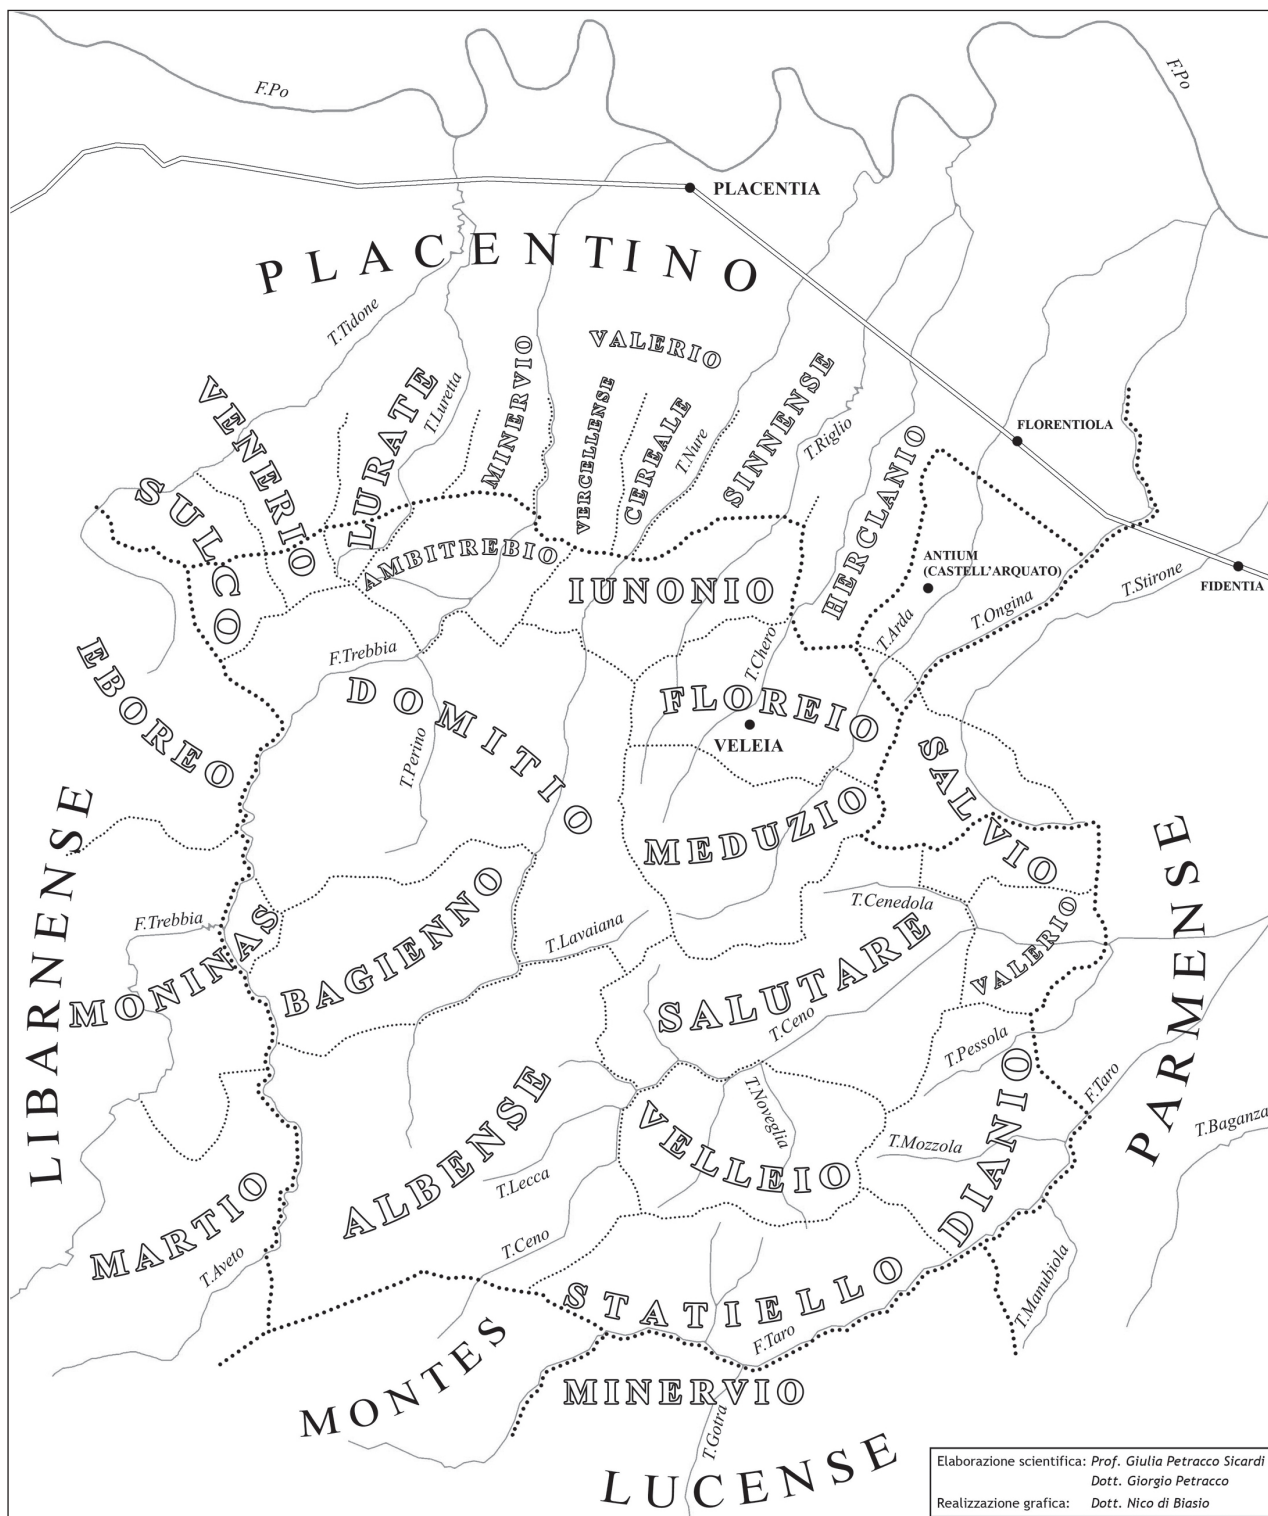 F.Po
F.Po
PLACENTIA
PLACENTINO
T.Tidone
VALERIO
MINERVIO
VENERIO
LURATE
T.Luretta
VERCELLENSE
CEREALE
T.Nure
SINNENSE
T.Riglio
FLORENTIOLA
HERCLANIO
SULCO
AMBITREBIO
IUNONIO
ANTIUM
(CASTELL'ARQUATO)
T.Stirone
FIDENTIA
T.Arda
T.Ongina
EBOREO
F.Trebbia
T.Chero
DOMITIO
FLOREIO
T.Perino
VELEIA
SALVIO
MEDUZIO
LIBARNENSE
PARMENSE
F.Trebbia
MONINAS
BAGIENNO
T.Lavaiana
T.Cenedola
VALERIO
SALUTARE
T.Ceno
T.Pessola
F.Taro
T.Baganza
ALBENSE
T.Noveglia
VELLEIO
T.Mozzola
DIANIO
T.Lecca
MARTIO
T.Aveto
T.Ceno
STATIELLO
T.Manubiola
F.Taro
MONTES
MINERVIO
T.Gotra
LUCENSE
Elaborazione scientifica: Prof. Giulia Petracco Sicardi
Dott. Giorgio Petracco
Realizzazione grafica: Dott. Nico di Biasio